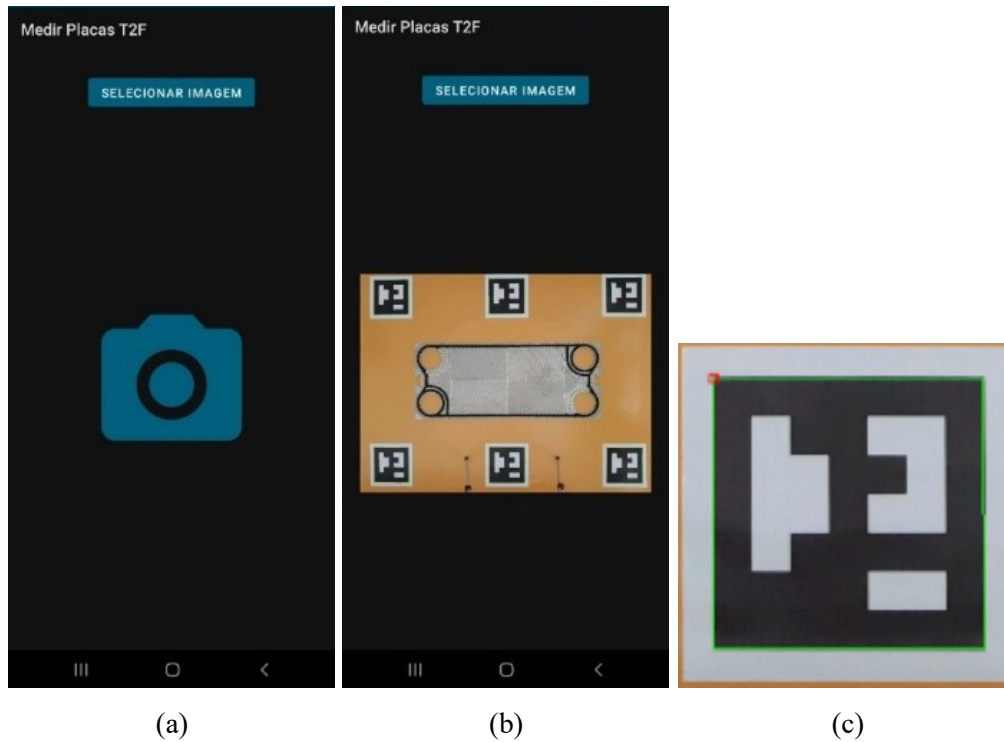 Medir Placas T2F
SELECIONAR IMAGEM
Medir Placas T2F
SELECIONAR IMAGEM
(a)
(b)
(c)